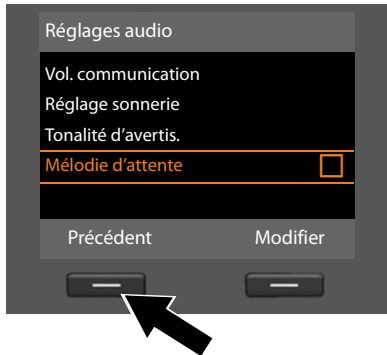 Réglages audio
Vol. communication
Réglage sonnerie
Tonalité d'avertis.
Mélodie d'attente
Précédent Modifier